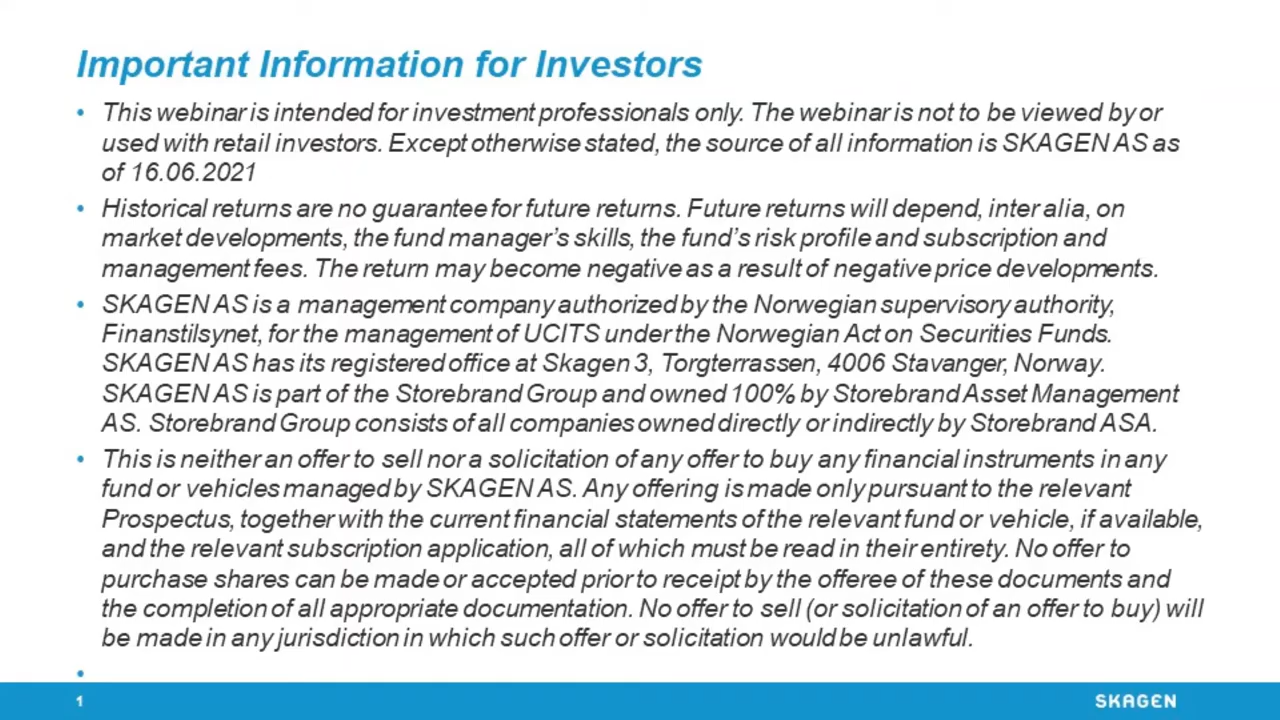 Important Information for Investors
• This webinar is intended for investment professionals only. The webinar is not to be viewed by or
used with retail investors. Except otherwise stated, the source of all information is SKAGEN AS as
of 16.06.2021
• Historical returns are no guarantee for future returns. Future returns will depend, inter alia, on
market developments, the fund manager's skills, the fund's risk profile and subscription and
management fees. The return may become negative as a result of negative price developments.
• SKAGEN AS is a management company authorized by the Norwegian supervisory authority,
Finanstilsynet, for the management of UCITS under the Norwegian Act on Securities Funds.
SKAGEN AS has its registered office at Skagen 3, Torgterrassen, 4006 Stavanger, Norway.
SKAGEN AS is part of the Storebrand Group and owned 100% by Storebrand Asset Management
AS. Storebrand Group consists of all companies owned directly or indirectly by Storebrand ASA.
• This is neither an offer to sell nor a solicitation of any offer to buy any financial instruments in any
fund or vehicles managed by SKAGEN AS. Any offering is made only pursuant to the relevant
Prospectus, together with the current financial statements of the relevant fund or vehicle, if available,
and the relevant subscription application, all of which must be read in their entirety. No offer to
purchase shares can be made or accepted prior to receipt by the offeree of these documents and
the completion of all appropriate documentation. No offer to sell (or solicitation of an offer to buy) will
be made in any jurisdiction in which such offer or solicitation would be unlawful.
•
1
SKAGEN